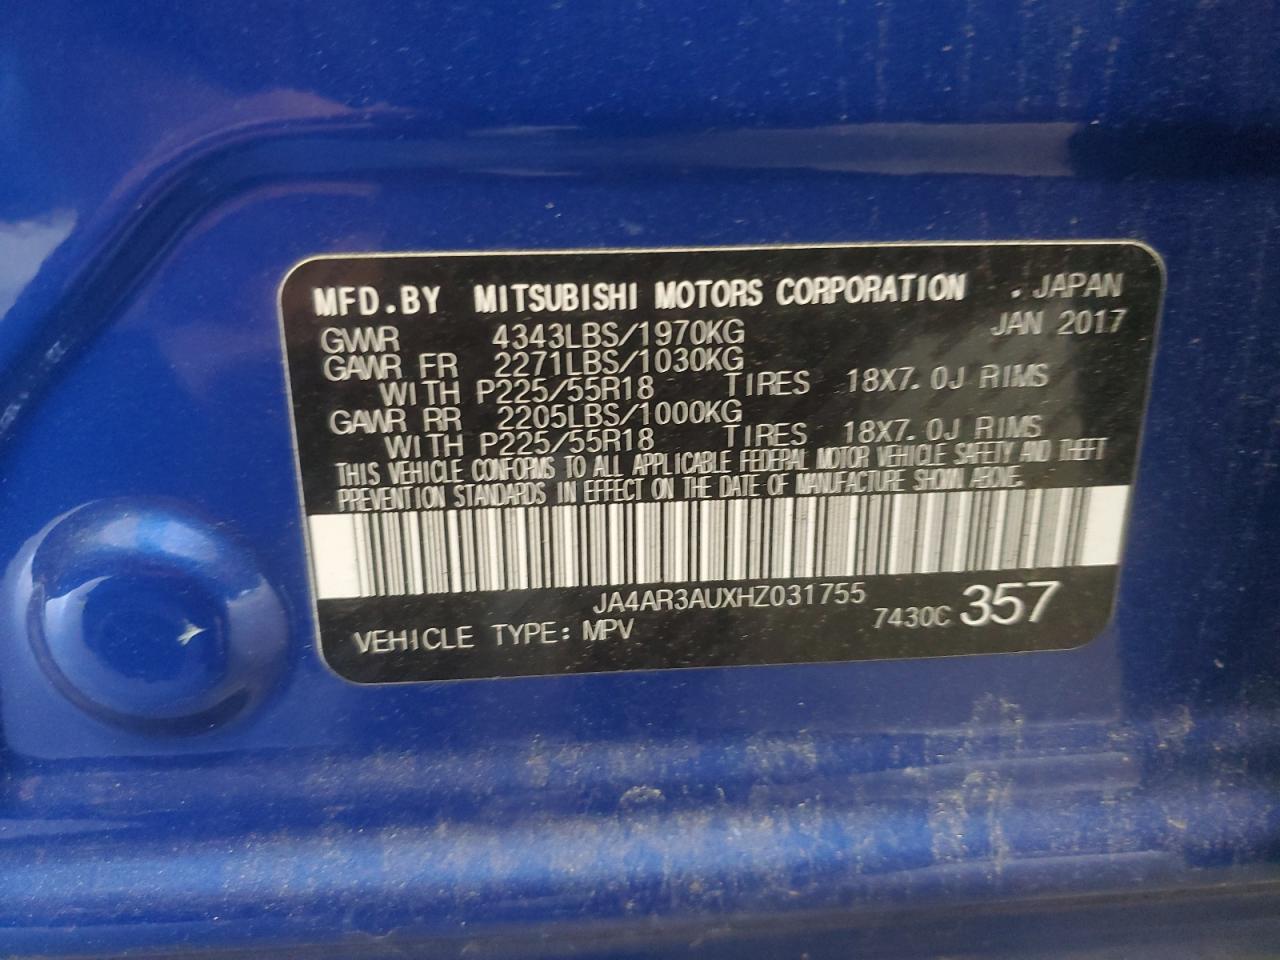 MFD.BY MITSUBISHI MOTORS CORPORATION . JAPAN
GVWR 4343LBS/1970KG JAN 2017
GAWR FR 2271LBS/1030KG
WITH P225/55R18 TIRES 18X7.0J RIMS
GAWR RR 2205LBS/1000KG
WITH P225/55R18 TIRES 18X7.0J RIMS
THIS VEHICLE CONFORMS TO ALL APPLICABLE FEDERAL MOTOR VEHICLE SAFETY AND THEFT
PREVENTION STANDARDS IN EFFECT ON THE DATE OF MANUFACTURE SHOWN ABOVE.
JA4AR3AUXHZ031755
VEHICLE TYPE: MPV 7430C 357